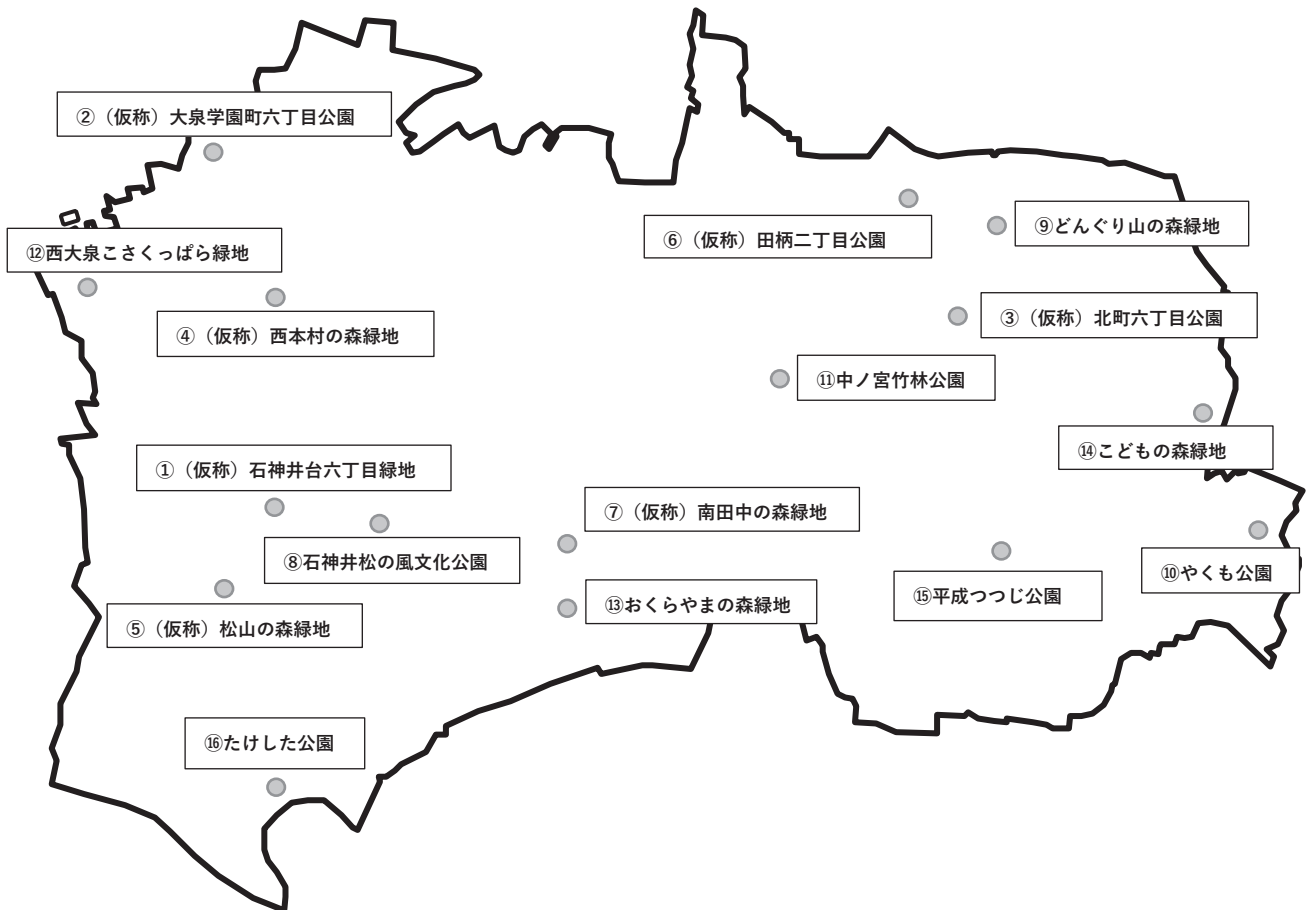 ②（仮称）大泉学園町六丁目公園
⑥（仮称）田柄二丁目公園
⑨どんぐり山の森緑地
⑫西大泉こさくっぱら緑地
③（仮称）北町六丁目公園
④（仮称）西本村の森緑地
⑪中ノ宮竹林公園
⑭こどもの森緑地
①（仮称）石神井台六丁目緑地
⑦（仮称）南田中の森緑地
⑧石神井松の風文化公園
⑩やくも公園
⑮平成つつじ公園
⑬おくらやまの森緑地
⑤（仮称）松山の森緑地
⑯たけした公園